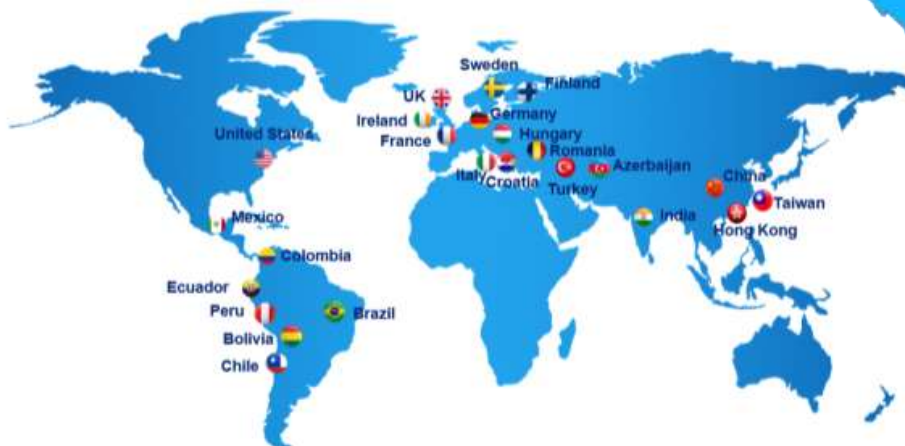 Sweden
Finland
UK
Ireland
Germany
United States
France
Hungary
Romania
Italy
Croatia
Turkey
Azerbaijan
China
Taiwan
Mexico
India
Hong Kong
Colombia
Ecuador
Peru
Brazil
Bolivia
Chile